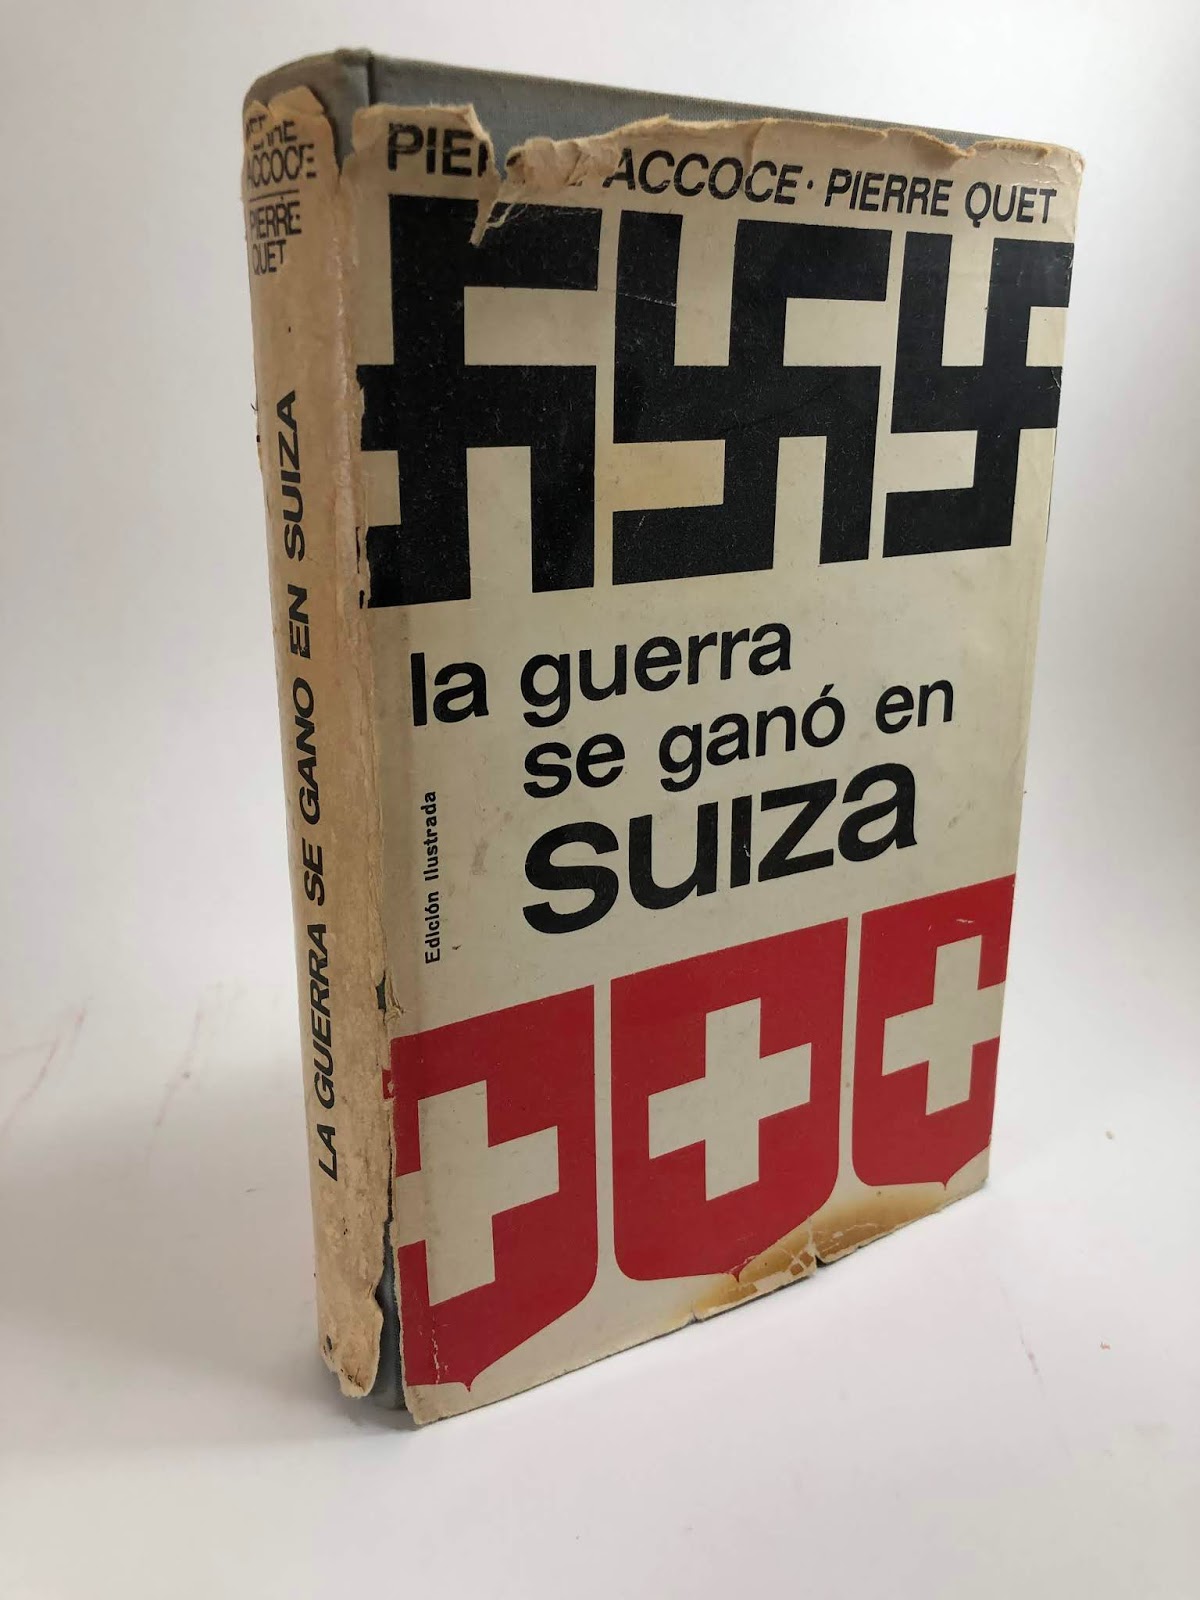 ACCOCE
PIERRE
QUET
LA GUERRA SE GANO EN SUIZA
ACCOCE · PIERRE QUET
la guerra
se ganó en
suiza
Edición Ilustrada